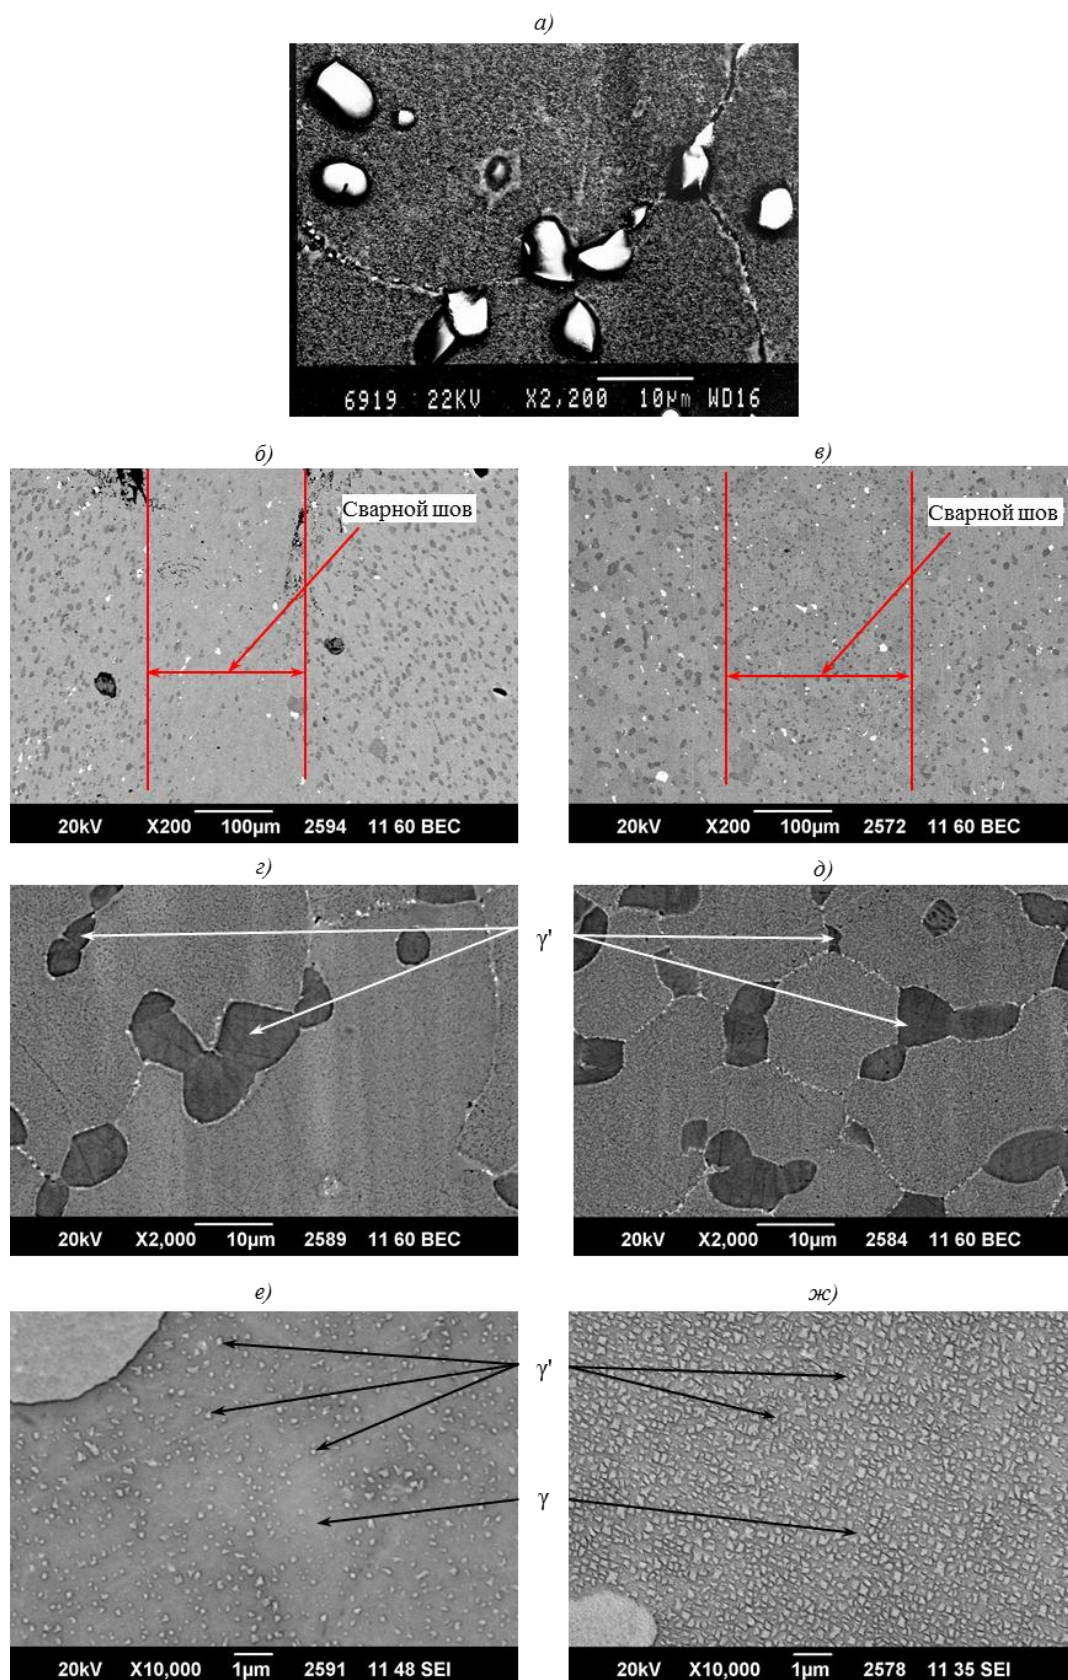 а)
6919 22KV X2,200 10µm WD16
б)
в)
Сварной шов
Сварной шов
20kV X200 100µm 2594 11 60 BEC
20kV X200 100µm 2572 11 60 BEC
г)
д)
γ'
20kV X2,000 10µm 2589 11 60 BEC
20kV X2,000 10µm 2584 11 60 BEC
е)
ж)
γ'
γ
20kV X10,000 1µm 2591 11 48 SEI
20kV X10,000 1µm 2578 11 35 SEI